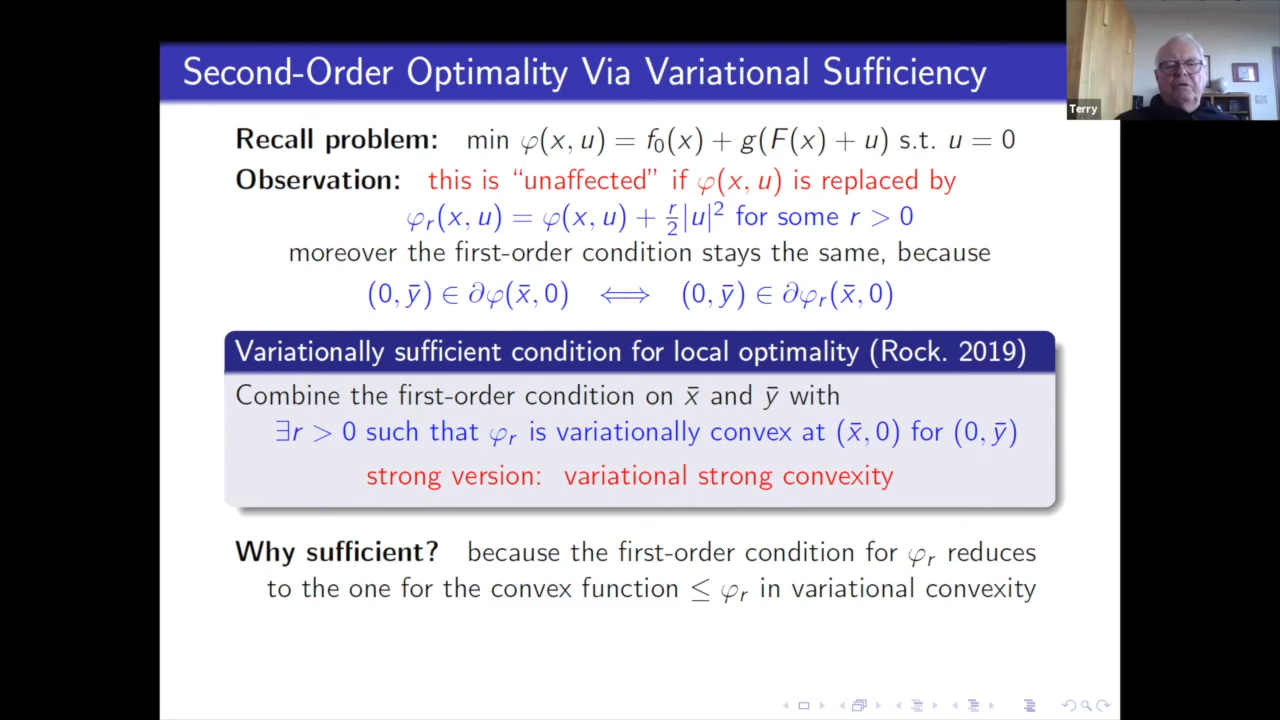 Second-Order Optimality Via Variational Sufficiency
Terry
Recall problem: min φ(x, u) = f₀(x) + g(F(x) + u) s.t. u = 0
Observation: this is “unaffected” if φ(x, u) is replaced by
φᵣ(x, u) = φ(x, u) + r/2|u|² for some r > 0
moreover the first-order condition stays the same, because
(0, ȳ) ∈ ∂φ(x̄, 0) ⟺ (0, ȳ) ∈ ∂φᵣ(x̄, 0)
Variationally sufficient condition for local optimality (Rock. 2019)
Combine the first-order condition on x̄ and ȳ with
∃r > 0 such that φᵣ is variationally convex at (x̄, 0) for (0, ȳ)
strong version: variational strong convexity
Why sufficient? because the first-order condition for φᵣ reduces
to the one for the convex function ≤ φᵣ in variational convexity